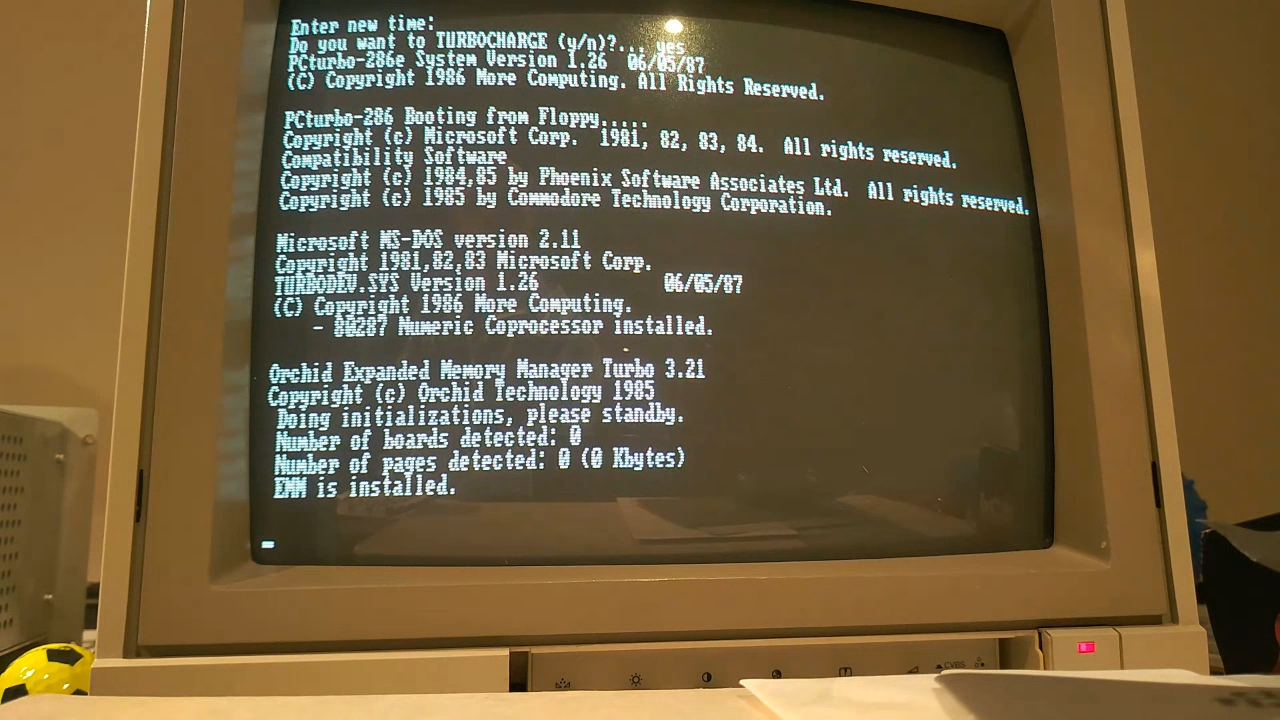 Enter new time:
Do you want to TURBOCHARGE (y/n)?... yes
PCturbo-286e System Version 1.26  06/05/87
(C) Copyright 1986 More Computing. All Rights Reserved.
PCturbo-286 Booting from Floppy.....
Copyright (c) Microsoft Corp.  1981, 82, 83, 84.  All rights reserved.
Compatibility Software
Copyright (c) 1984,85 by Phoenix Software Associates Ltd.  All rights reserved.
Copyright (c) 1985 by Commodore Technology Corporation.
Microsoft MS-DOS version 2.11
Copyright 1981,82,83 Microsoft Corp.
TURBODEV.SYS Version 1.26             06/05/87
(C) Copyright 1986 More Computing.
- 80287 Numeric Coprocessor installed.
Orchid Expanded Memory Manager Turbo 3.21
Copyright (c) Orchid Technology 1985
Doing initializations, please standby.
Number of boards detected: 0
Number of pages detected: 0 (0 Kbytes)
EMM is installed.
CVBS